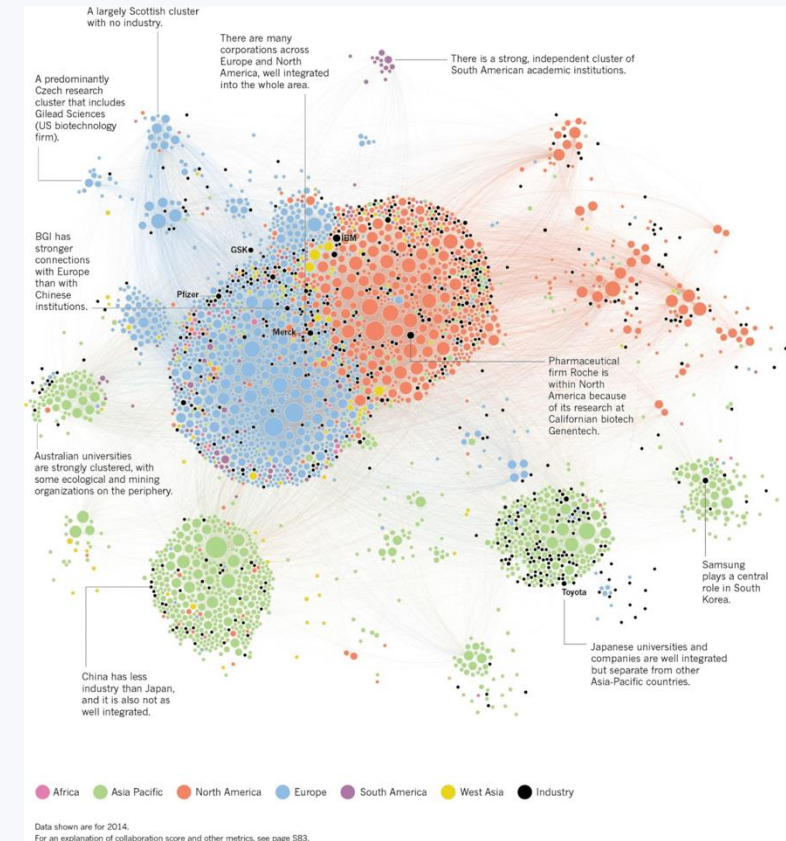 A largely Scottish cluster
with no industry.
There are many
corporations across
Europe and North
America, well integrated
into the whole area.
There is a strong, independent cluster of
South American academic institutions.
A predominantly
Czech research
cluster that includes
Gilead Sciences
(US biotechnology
firm).
BGI has
stronger
connections
with Europe
than with
Chinese
institutions.
GSK
IBM
Pfizer
Merck
Pharmaceutical
firm Roche is
within North
America because
of its research at
Californian biotech
Genentech.
Australian universities
are strongly clustered, with
some ecological and mining
organizations on the periphery.
Samsung
plays a central
role in South
Korea.
Toyota
Japanese universities and
companies are well integrated
but separate from other
Asia-Pacific countries.
China has less
industry than Japan,
and it is also not as
well integrated.
Africa Asia Pacific North America Europe South America West Asia Industry
Data shown are for 2014.
For an explanation of collaboration score and other metrics, see page S83.